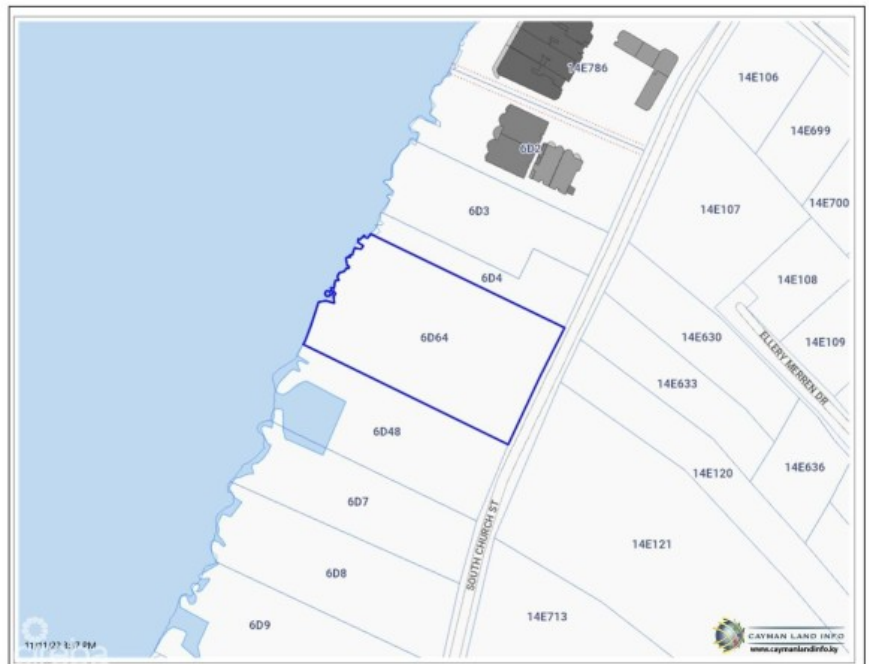 14E786
14E106
14E699
6D2
14E700
6D3
14E107
6D4
14E108
6D64
14E630
14E109
ELLERY MERREN DR
14E633
6D48
14E120
14E636
6D7
SOUTH CHURCH ST
14E121
6D8
14E713
6D9
CAYMAN LAND INFO
www.caymanlandinfo.ky